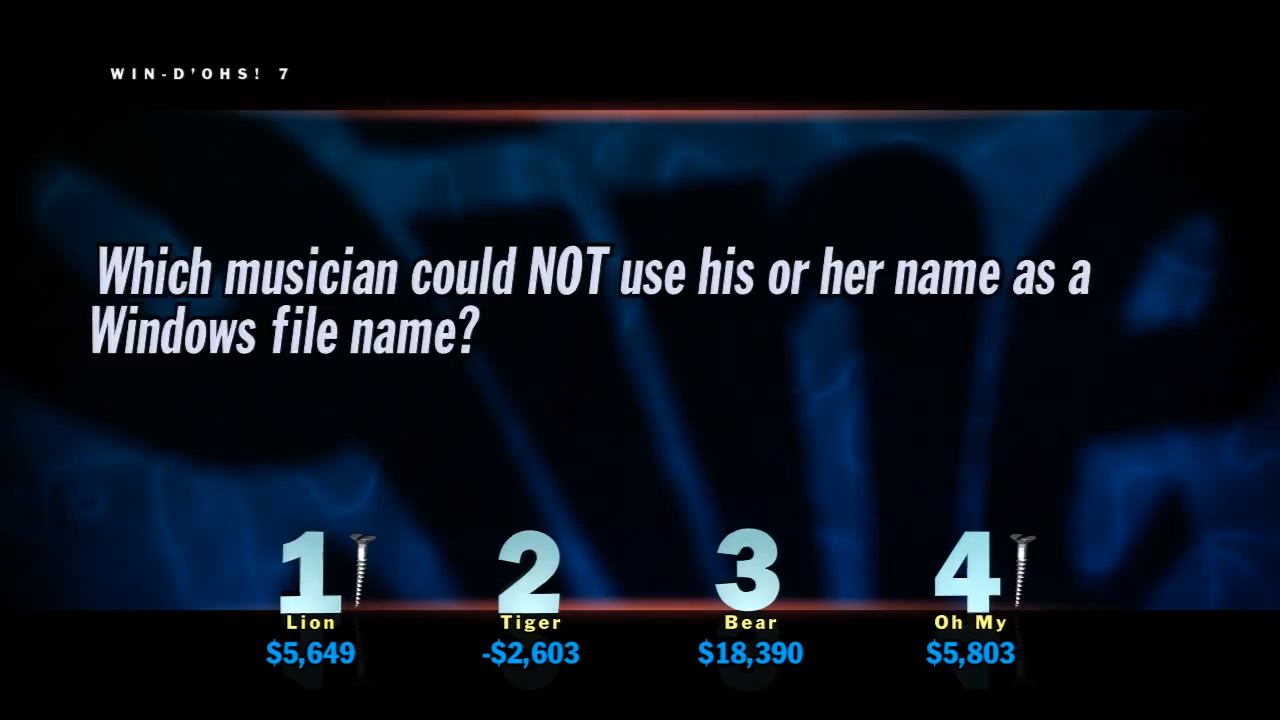 WIN-D'OHS! 7
Which musician could NOT use his or her name as a
Windows file name?
1 2 3 4
Lion Tiger Bear Oh My
$5,649 -$2,603 $18,390 $5,803